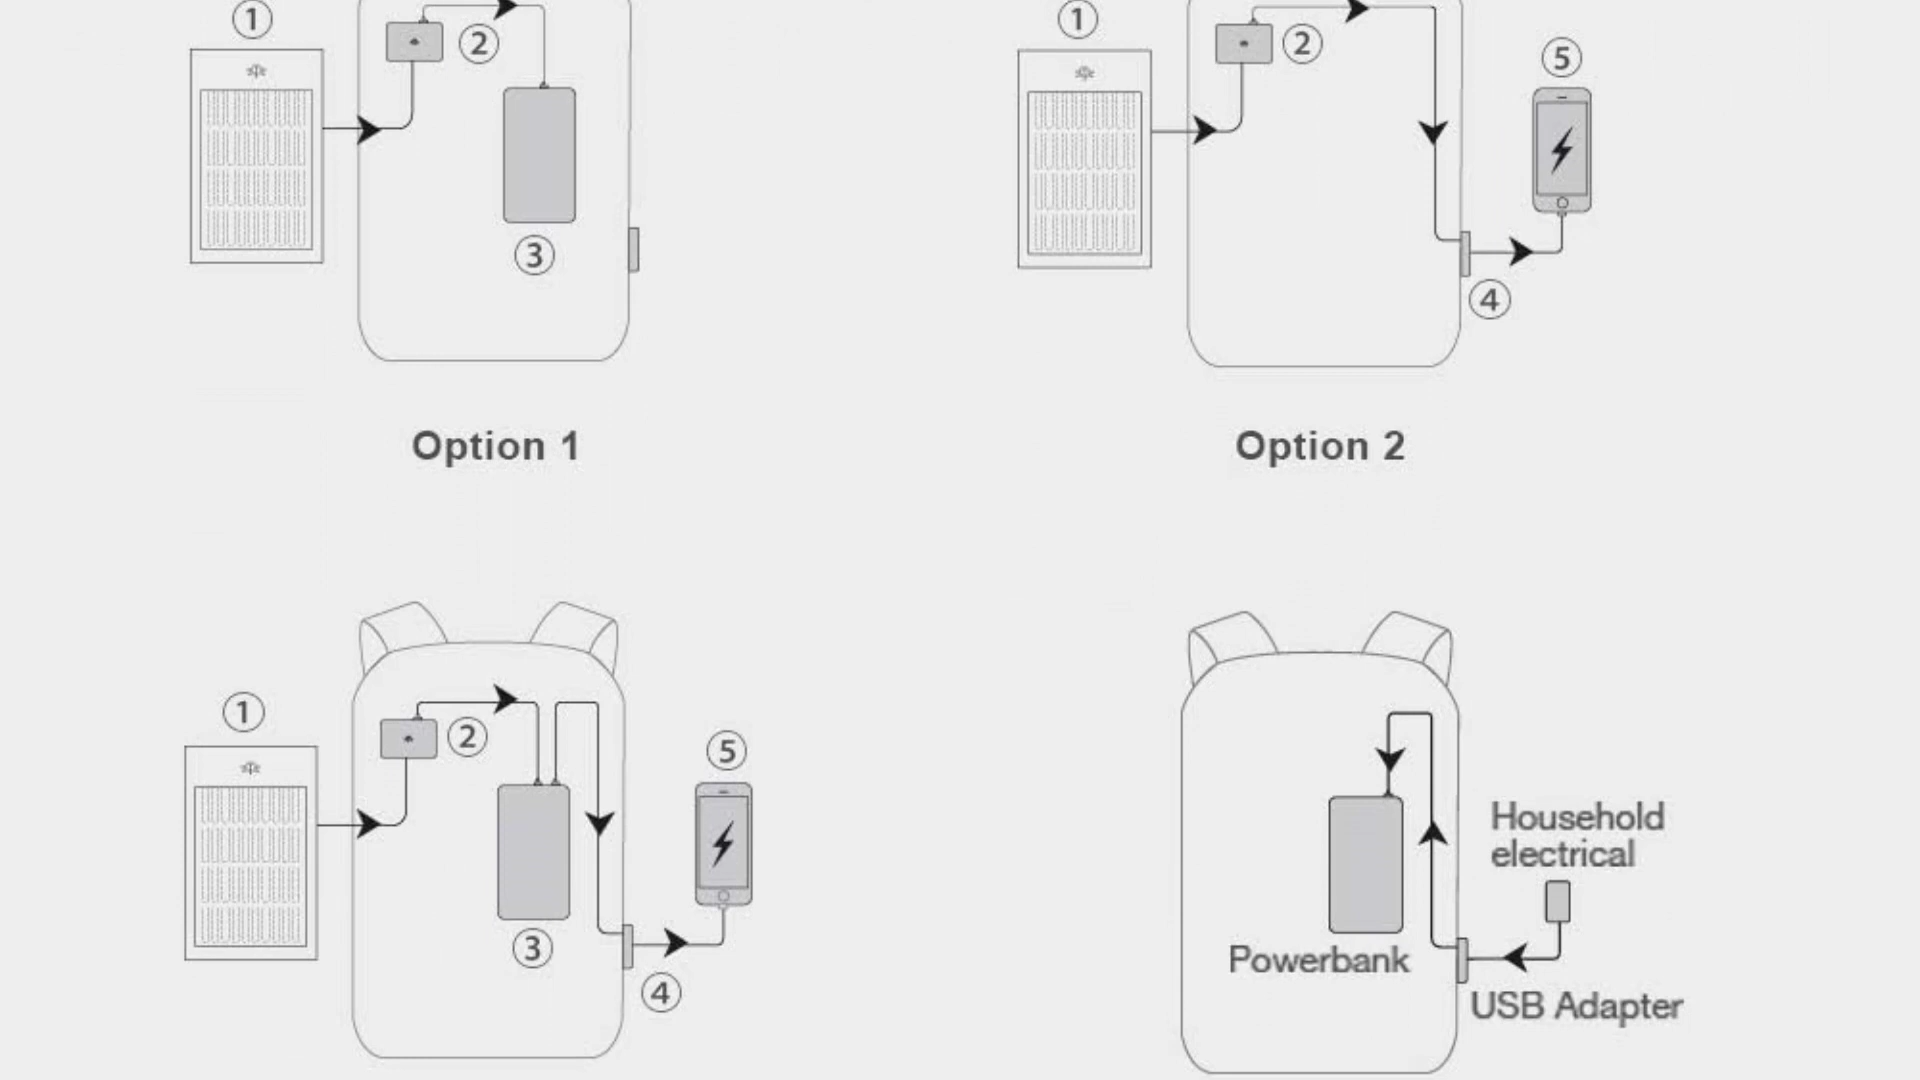 ①
②
③
Option 1
①
②
⑤
④
Option 2
①
②
③
④
⑤
Household
electrical
Powerbank
USB Adapter